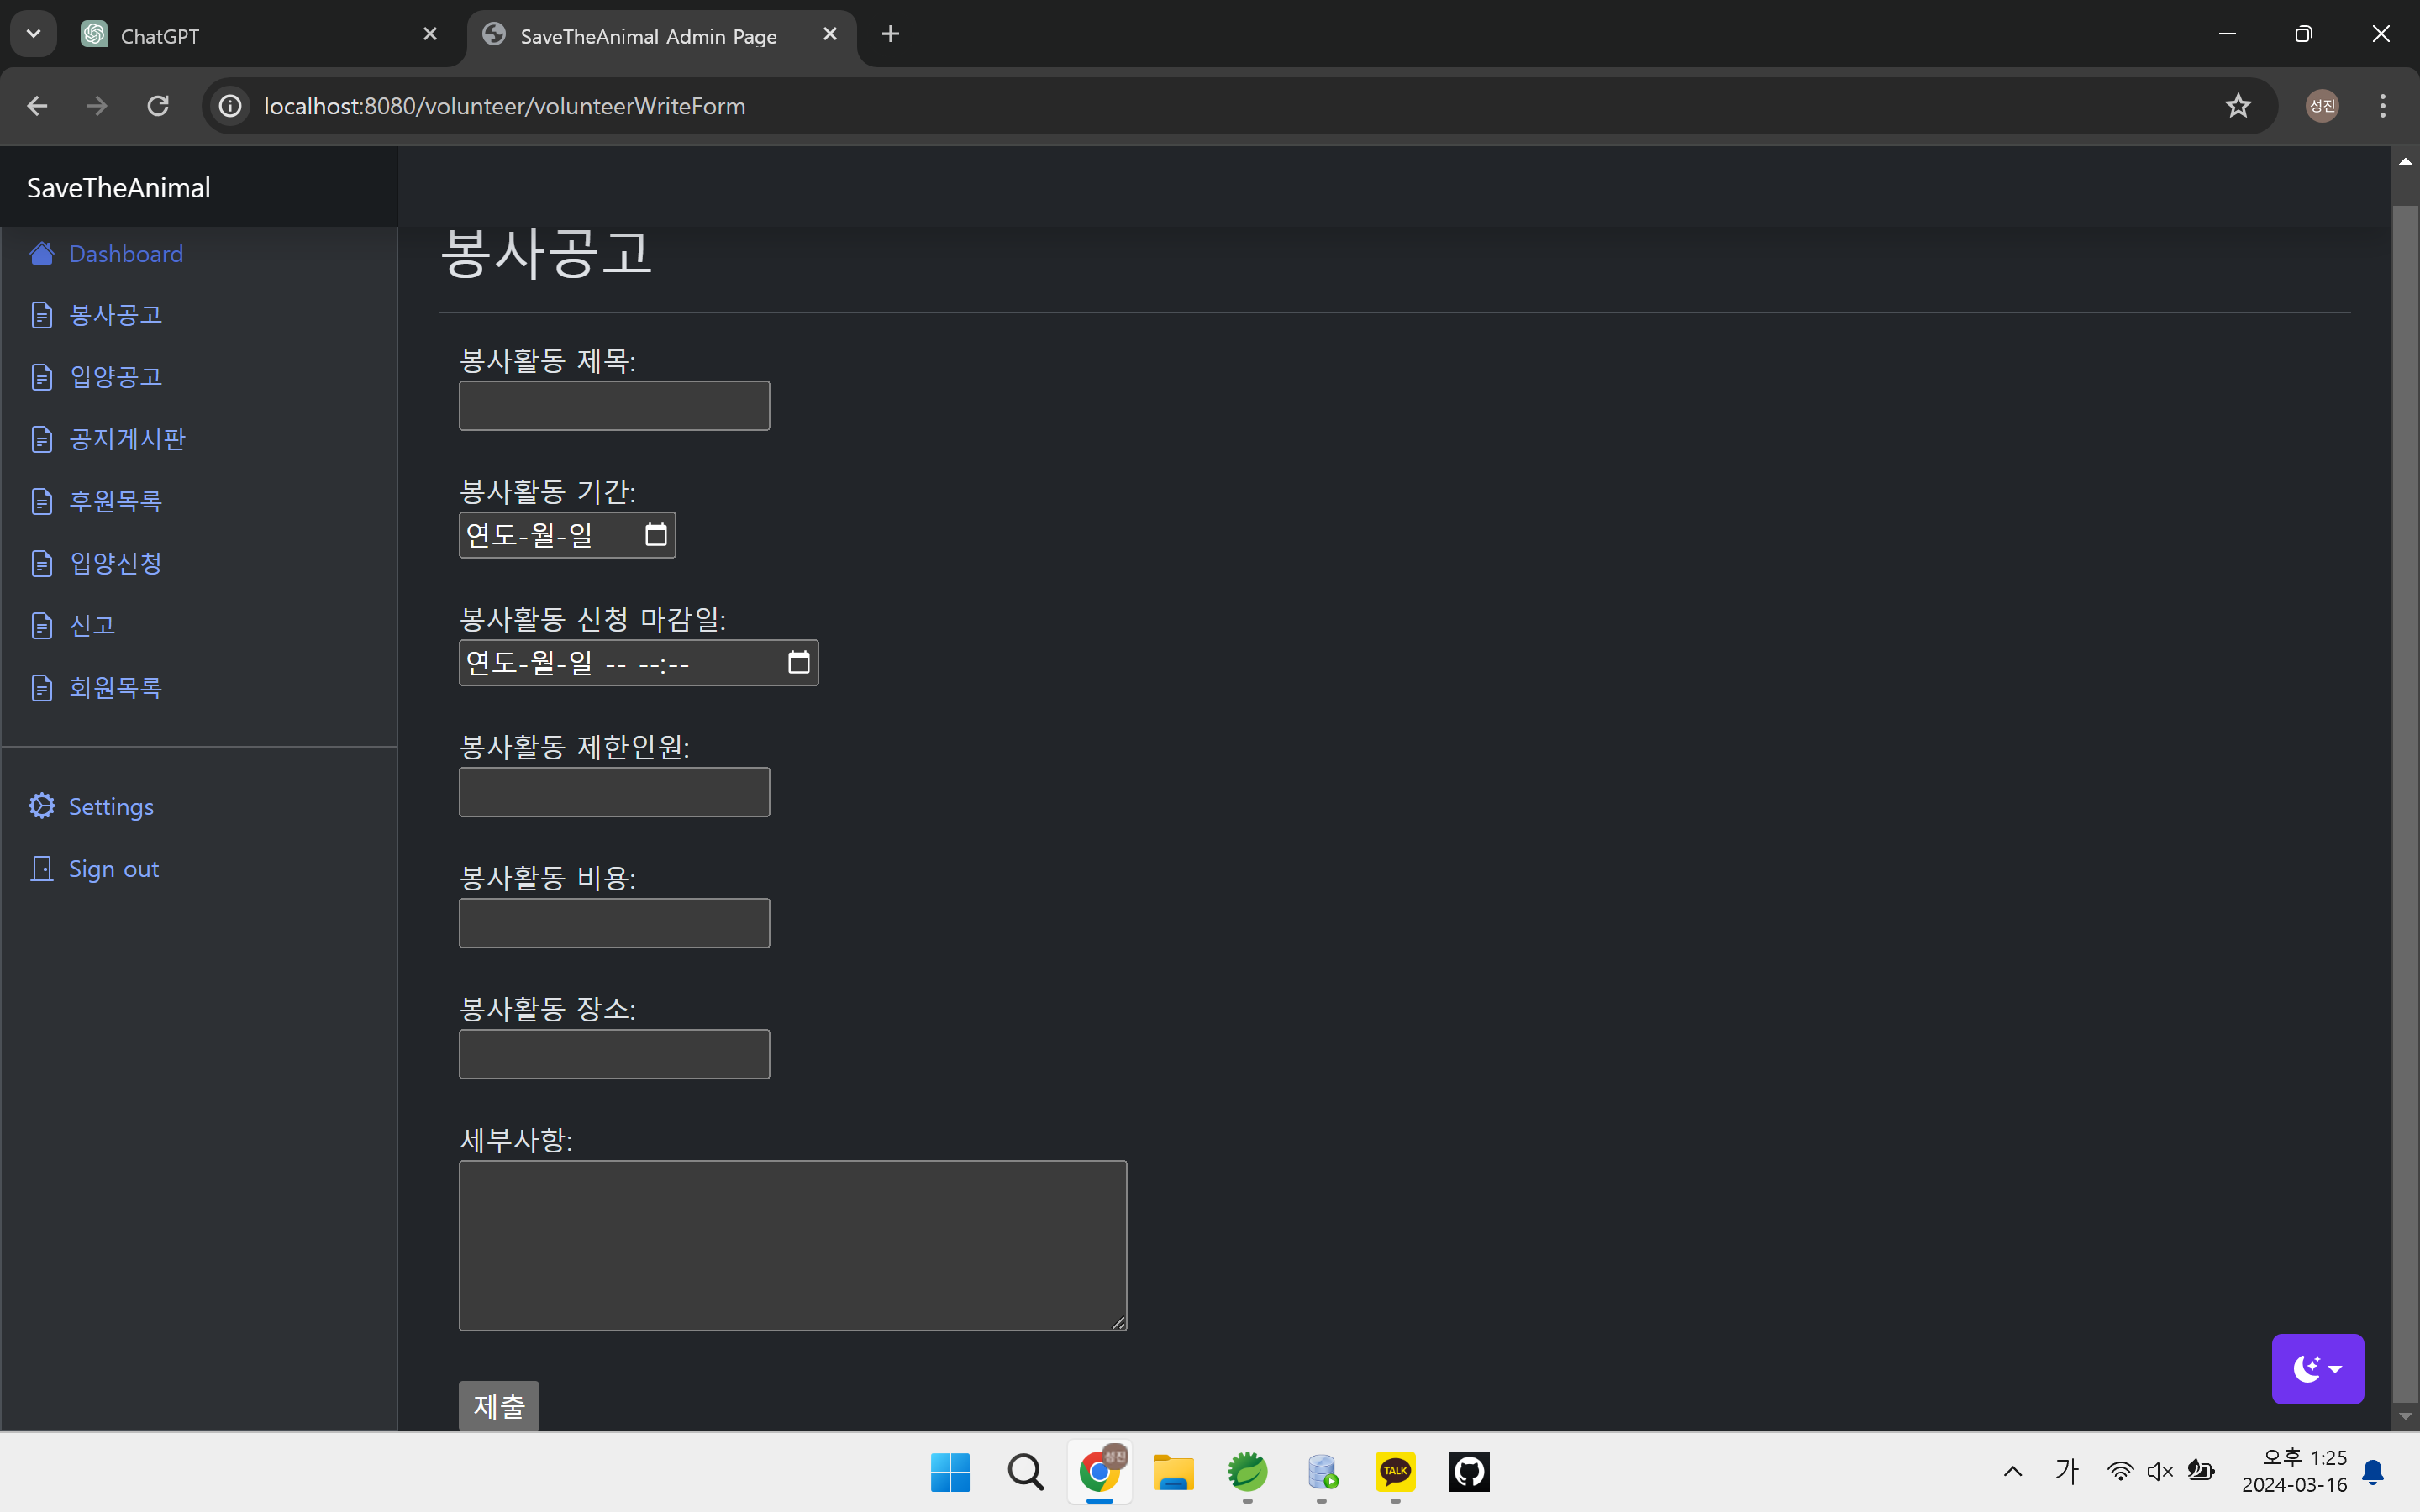 ChatGPT
SaveTheAnimal Admin Page
localhost:8080/volunteer/volunteerWriteForm
성진
SaveTheAnimal
Dashboard
봉사공고
입양공고
공지게시판
후원목록
입양신청
신고
회원목록
Settings
Sign out
봉사공고
봉사활동 제목:
봉사활동 기간:
연도-월-일
봉사활동 신청 마감일:
연도-월-일 -- --:--
봉사활동 제한인원:
봉사활동 비용:
봉사활동 장소:
세부사항:
제출
성진
TALK
가
오후 1:25
2024-03-16